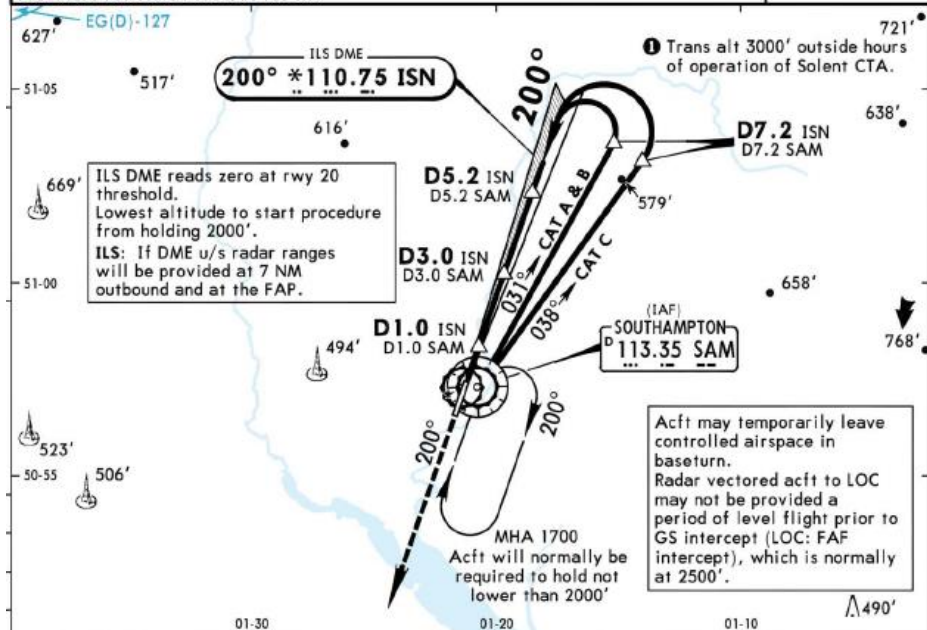 EG(D)-127
627'
517'
616'
669'
721'
638'
❶ Trans alt 3000' outside hours
of operation of Solent CTA.
ILS DME
200° *110.75 ISN
200°
51-05
ILS DME reads zero at rwy 20
threshold.
Lowest altitude to start procedure
from holding 2000'.
ILS: If DME u/s radar ranges
will be provided at 7 NM
outbound and at the FAP.
D7.2 ISN
D7.2 SAM
D5.2 ISN
D5.2 SAM
579'
D3.0 ISN
D3.0 SAM
031° CAT A & B
038° CAT C
51-00
658'
768'
D1.0 ISN
D1.0 SAM
(IAF)
SOUTHAMPTON
D 113.35 SAM
494'
523'
506'
50-55
200°
200°
MHA 1700
Acft will normally be
required to hold not
lower than 2000'
Acft may temporarily leave
controlled airspace in
baseturn.
Radar vectored acft to LOC
may not be provided a
period of level flight prior to
GS intercept (LOC: FAF
intercept), which is normally
at 2500'.
490'
01-30
01-20
01-10